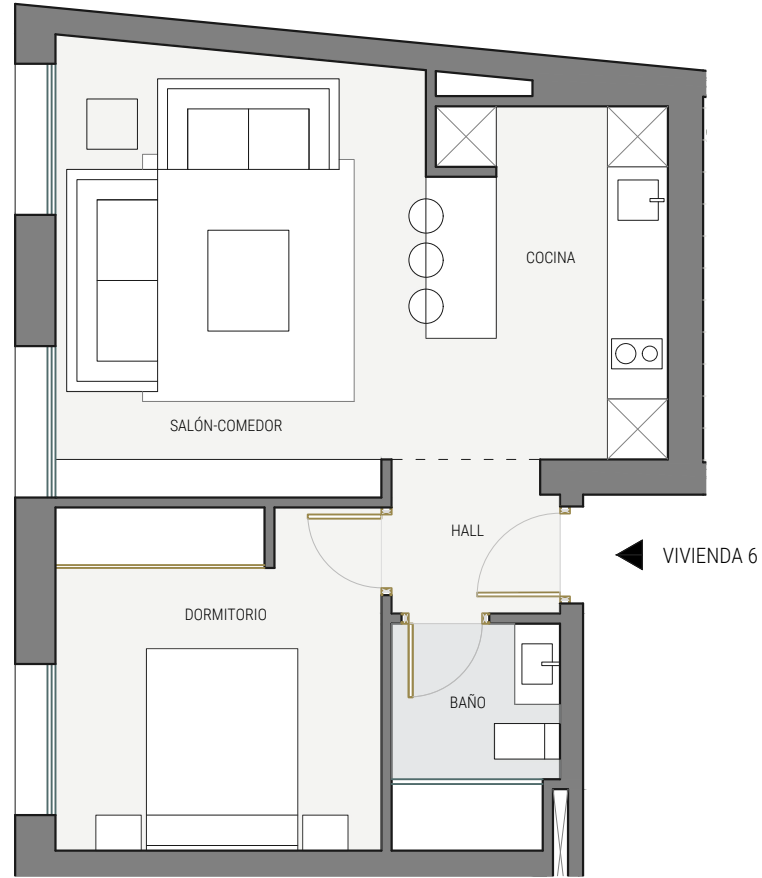 COCINA
SALÓN-COMEDOR
HALL
VIVIENDA 6
DORMITORIO
BAÑO